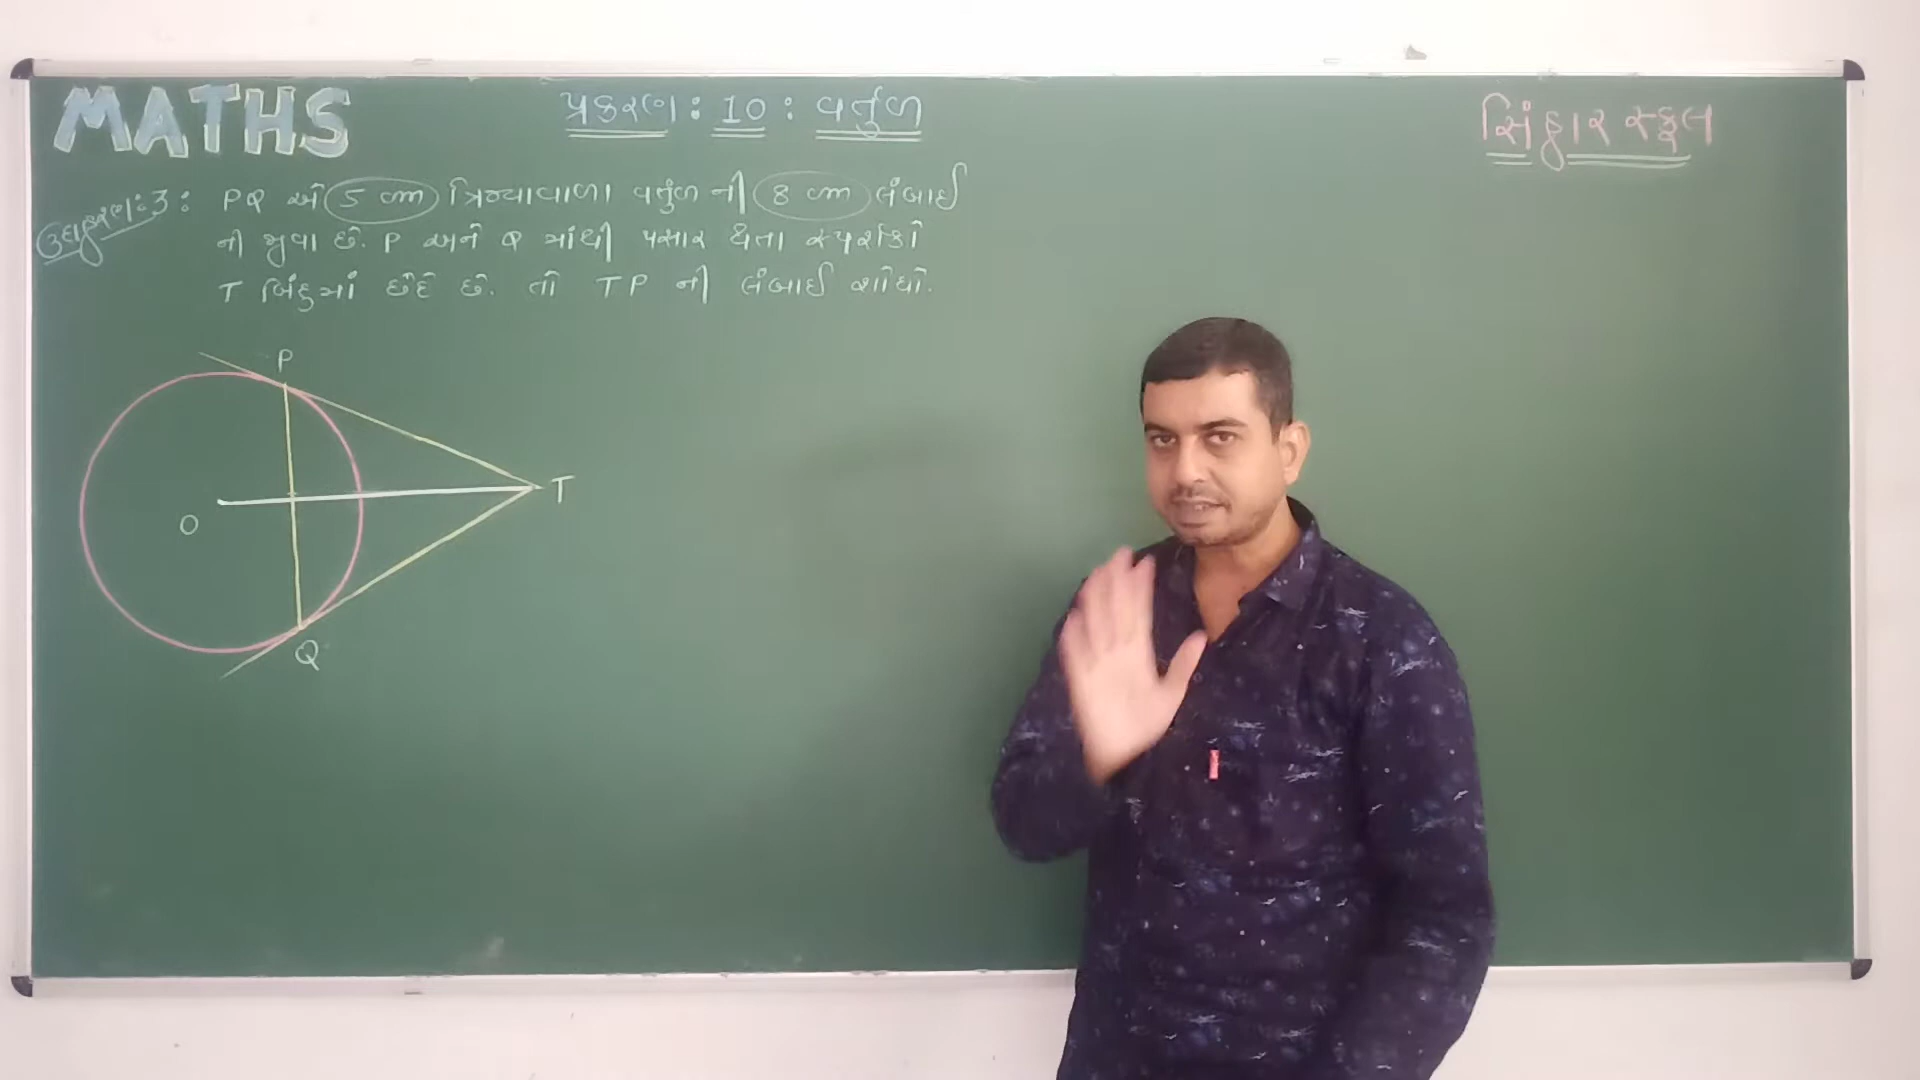 MATHS
પ્રકરણ : 10 : વર્તુળ
સિંહાર સ્કૂલ
ઉદાહરણ:3: PQ એ 5 cm ત્રિજ્યાવાળા વર્તુળ ની 8 cm લંબાઈ
ની જીવા છે. P અને Q માંથી પસાર થતા સ્પર્શકો
T બિંદુમાં છેદે છે. તો TP ની લંબાઈ શોધો.
P
T
O
Q